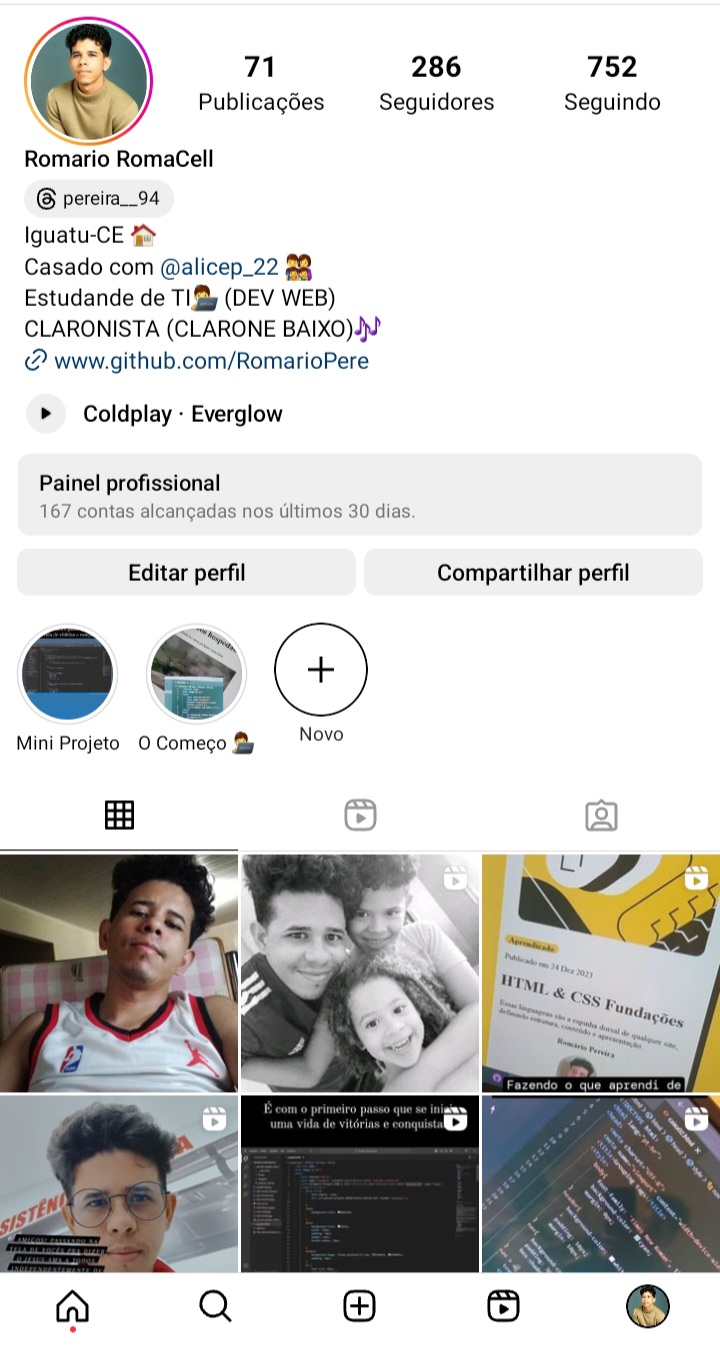 71
286
752
Publicações
Seguidores
Seguindo
Romario RomaCell
pereira__94
Iguatu-CE
Casado com @alicep_22
Estudande de TI (DEV WEB)
CLARONISTA (CLARONE BAIXO)
www.github.com/RomarioPere
Coldplay · Everglow
Painel profissional
167 contas alcançadas nos últimos 30 dias.
Editar perfil
Compartilhar perfil
Mini Projeto
O Começo
Novo
Aprendizado
Publicado em 24 Dez 2023
HTML & CSS Fundações
Essas linguagens são a espinha dorsal de qualquer site,
definindo estrutura, conteúdo e apresentação.
Romário Pereira
Fazendo o que aprendi de
AMIGOS! PASSANDO NA
TELA DE VOCÊS PRA DIZER
Q JESUS AMA A TODOS
INDEPENDENTEMENTE DE
É com o primeiro passo que se
uma vida de vitórias e